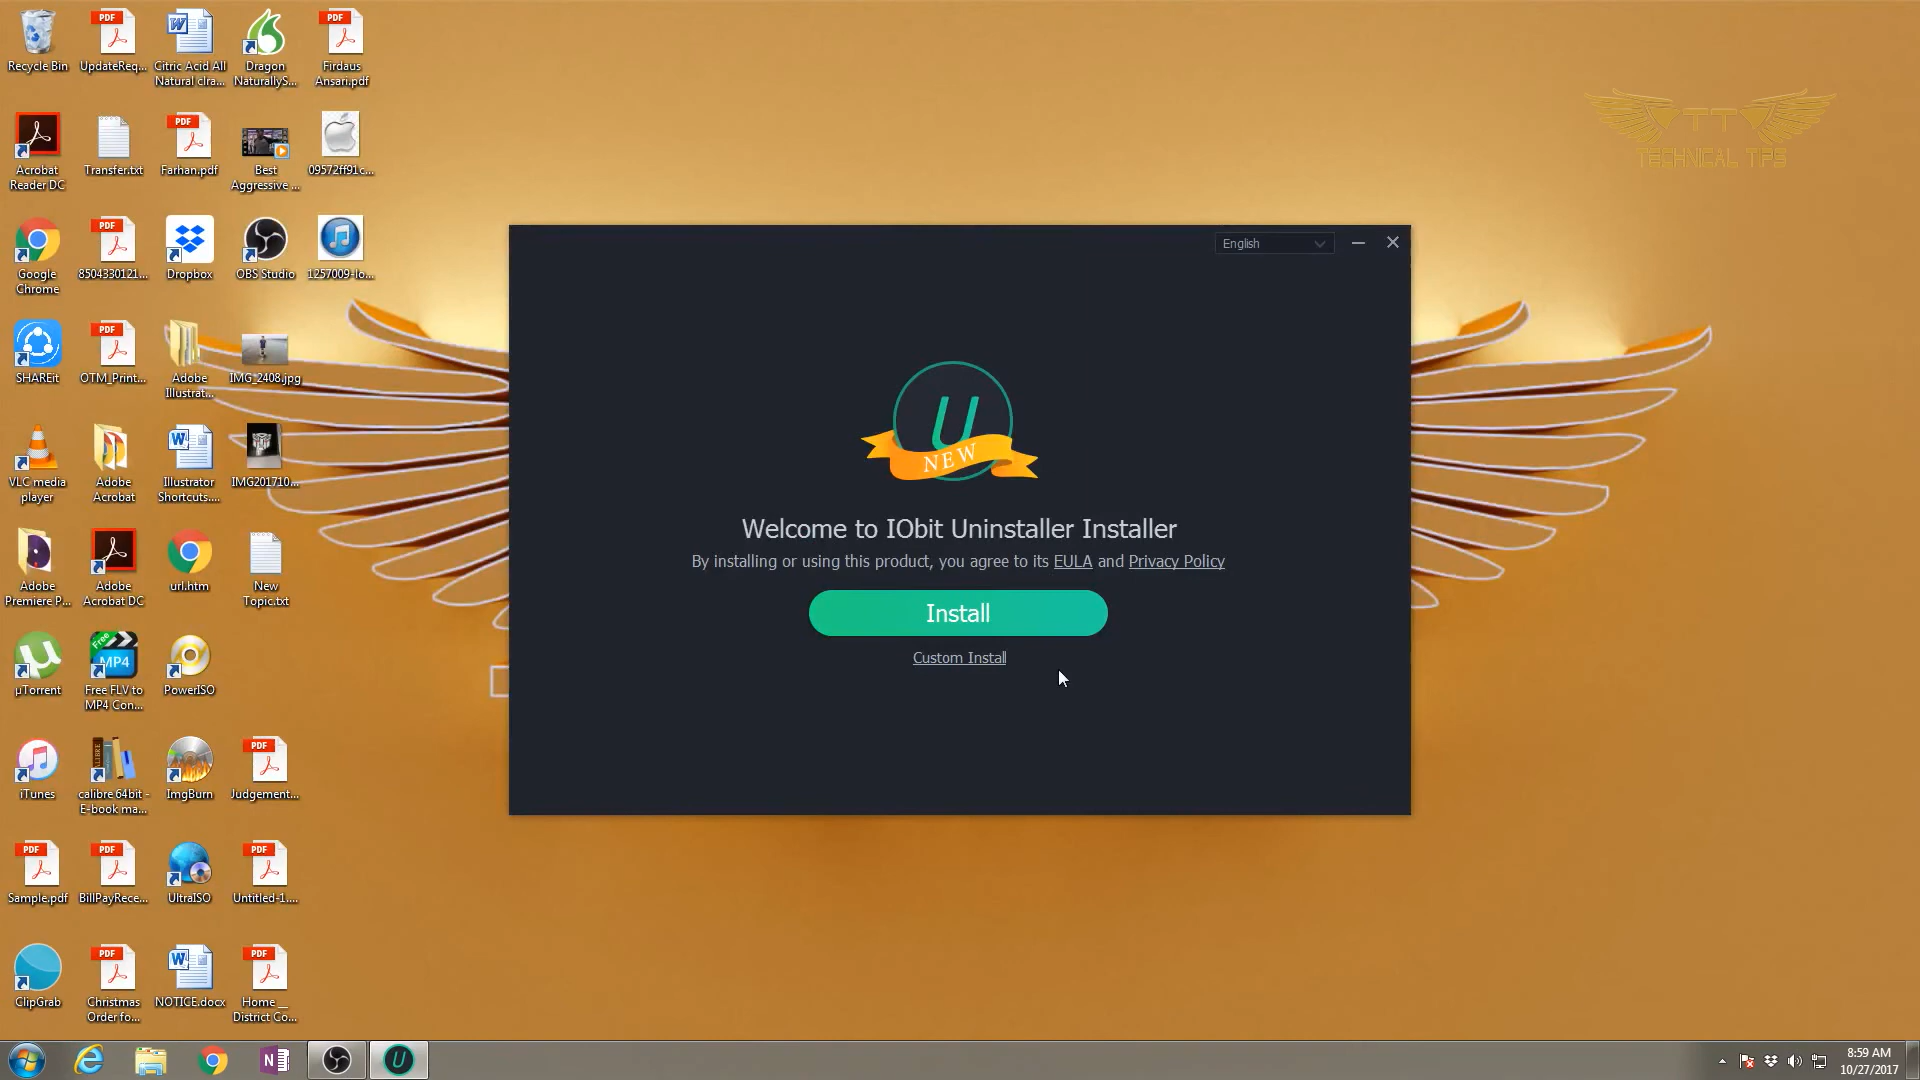 Recycle Bin
UpdateReq...
Citric Acid All
Natural clra...
Dragon
NaturallyS...
Firdaus
Ansari.pdf
TT
TECHNICAL TIPS
Acrobat
Reader DC
Transfer.txt
Farhan.pdf
Best
Aggressive ...
09572ff91c...
Google
Chrome
8504330121...
Dropbox
OBS Studio
1257009-lo...
English
SHAREit
OTM_Print...
Adobe
Illustrat...
IMG_2408.jpg
VLC media
player
Adobe
Acrobat
Illustrator
Shortcuts....
IMG201710...
U
NEW
Welcome to IObit Uninstaller Installer
By installing or using this product, you agree to its EULA and Privacy Policy
Install
Custom Install
Adobe
Premiere P...
Adobe
Acrobat DC
url.htm
New
Topic.txt
µTorrent
Free FLV to
MP4 Con...
PowerISO
iTunes
calibre 64bit -
E-book ma...
ImgBurn
Judgement...
Sample.pdf
BillPayRece...
UltraISO
Untitled-1....
ClipGrab
Christmas
Order fo...
NOTICE.docx
Home __
District Co...
8:59 AM
10/27/2017